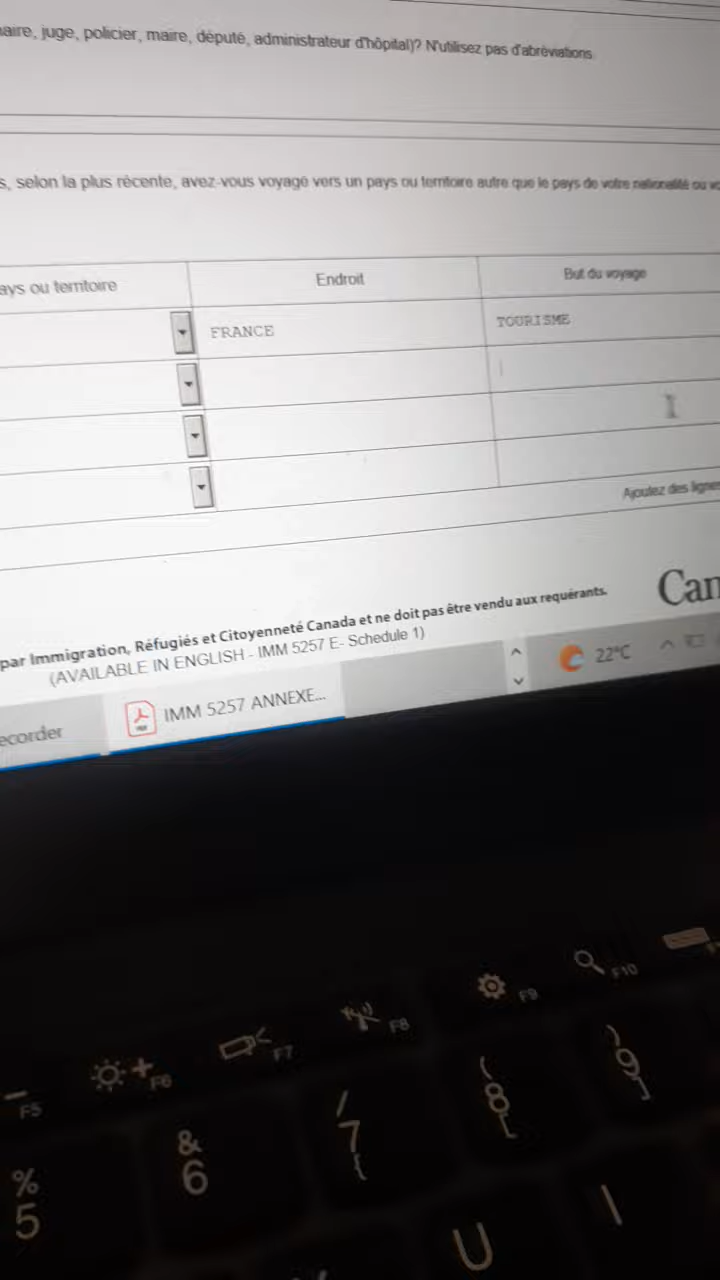 juge, policier, maire, député, administrateur d'hôpital)? N'utilisez pas d'abréviations.
selon la plus récente, avez-vous voyagé vers un pays ou territoire autre que le pays de votre nationalité ou
ou territoire
Endroit
But du voyage
FRANCE
TOURISME
Ajoutez des lignes
par Immigration, Réfugiés et Citoyenneté Canada et ne doit pas être vendu aux requérants.
Can
(AVAILABLE IN ENGLISH - IMM 5257 E- Schedule 1)
22°C
ecorder
IMM 5257 ANNEXE...
F5
F6
F7
F8
F9
F10
%
5
&
6
/
7
{
(
8
[
)
9
]
U
I